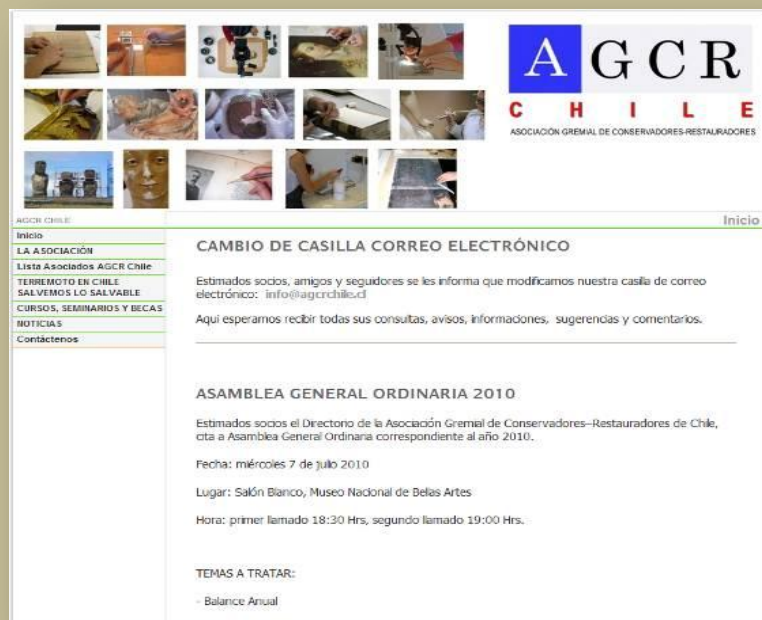 A G C R
C H I L E
ASOCIACIÓN GREMIAL DE CONSERVADORES-RESTAURADORES
AGCR CHILE
Inicio
Inicio
LA ASOCIACIÓN
Lista Asociados AGCR Chile
TERREMOTO EN CHILE
SALVEMOS LO SALVABLE
CURSOS, SEMINARIOS Y BECAS
NOTICIAS
Contáctenos
CAMBIO DE CASILLA CORREO ELECTRÓNICO
Estimados socios, amigos y seguidores se les informa que modificamos nuestra casilla de correo
electrónico: info@agcrchile.cl
Aqui esperamos recibir todas sus consultas, avisos, informaciones, sugerencias y comentarios.
ASAMBLEA GENERAL ORDINARIA 2010
Estimados socios el Directorio de la Asociación Gremial de Conservadores–Restauradores de Chile,
cita a Asamblea General Ordinaria correspondiente al año 2010.
Fecha: miércoles 7 de julio 2010
Lugar: Salón Blanco, Museo Nacional de Bellas Artes
Hora: primer llamado 18:30 Hrs, segundo llamado 19:00 Hrs.
TEMAS A TRATAR:
- Balance Anual